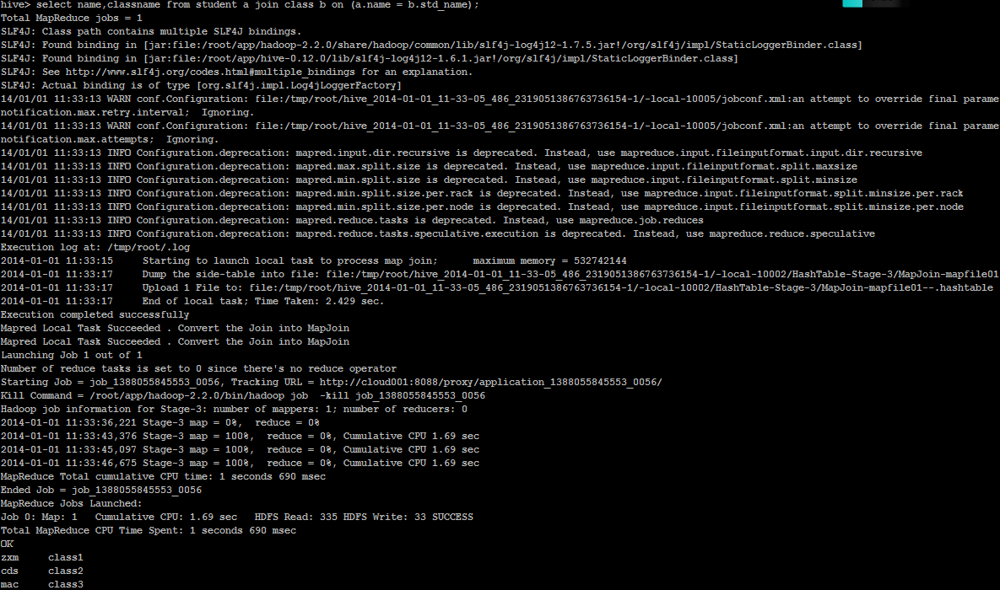 hive> select name,classname from student a join class b on (a.name = b.std_name);
Total MapReduce jobs = 1
SLF4J: Class path contains multiple SLF4J bindings.
SLF4J: Found binding in [jar:file:/root/app/hadoop-2.2.0/share/hadoop/common/lib/slf4j-log4j12-1.7.5.jar!/org/slf4j/impl/StaticLoggerBinder.class]
SLF4J: Found binding in [jar:file:/root/app/hive-0.12.0/lib/slf4j-log4j12-1.6.1.jar!/org/slf4j/impl/StaticLoggerBinder.class]
SLF4J: See http://www.slf4j.org/codes.html#multiple_bindings for an explanation.
SLF4J: Actual binding is of type [org.slf4j.impl.Log4jLoggerFactory]
14/01/01 11:33:13 WARN conf.Configuration: file:/tmp/root/hive_2014-01-01_11-33-05_486_2319051386763736154-1/-local-10005/jobconf.xml:an attempt to override final parame
notification.max.retry.interval;  Ignoring.
14/01/01 11:33:13 WARN conf.Configuration: file:/tmp/root/hive_2014-01-01_11-33-05_486_2319051386763736154-1/-local-10005/jobconf.xml:an attempt to override final parame
notification.max.attempts;  Ignoring.
14/01/01 11:33:13 INFO Configuration.deprecation: mapred.input.dir.recursive is deprecated. Instead, use mapreduce.input.fileinputformat.input.dir.recursive
14/01/01 11:33:13 INFO Configuration.deprecation: mapred.max.split.size is deprecated. Instead, use mapreduce.input.fileinputformat.split.maxsize
14/01/01 11:33:13 INFO Configuration.deprecation: mapred.min.split.size is deprecated. Instead, use mapreduce.input.fileinputformat.split.minsize
14/01/01 11:33:13 INFO Configuration.deprecation: mapred.min.split.size.per.rack is deprecated. Instead, use mapreduce.input.fileinputformat.split.minsize.per.rack
14/01/01 11:33:13 INFO Configuration.deprecation: mapred.min.split.size.per.node is deprecated. Instead, use mapreduce.input.fileinputformat.split.minsize.per.node
14/01/01 11:33:13 INFO Configuration.deprecation: mapred.reduce.tasks is deprecated. Instead, use mapreduce.job.reduces
14/01/01 11:33:13 INFO Configuration.deprecation: mapred.reduce.tasks.speculative.execution is deprecated. Instead, use mapreduce.reduce.speculative
Execution log at: /tmp/root/.log
2014-01-01 11:33:15     Starting to launch local task to process map join;      maximum memory = 532742144
2014-01-01 11:33:17     Dump the side-table into file: file:/tmp/root/hive_2014-01-01_11-33-05_486_2319051386763736154-1/-local-10002/HashTable-Stage-3/MapJoin-mapfile01
2014-01-01 11:33:17     Upload 1 File to: file:/tmp/root/hive_2014-01-01_11-33-05_486_2319051386763736154-1/-local-10002/HashTable-Stage-3/MapJoin-mapfile01--.hashtable
2014-01-01 11:33:17     End of local task; Time Taken: 2.429 sec.
Execution completed successfully
Mapred Local Task Succeeded . Convert the Join into MapJoin
Mapred Local Task Succeeded . Convert the Join into MapJoin
Launching Job 1 out of 1
Number of reduce tasks is set to 0 since there's no reduce operator
Starting Job = job_1388055845553_0056, Tracking URL = http://cloud001:8088/proxy/application_1388055845553_0056/
Kill Command = /root/app/hadoop-2.2.0/bin/hadoop job  -kill job_1388055845553_0056
Hadoop job information for Stage-3: number of mappers: 1; number of reducers: 0
2014-01-01 11:33:36,221 Stage-3 map = 0%,  reduce = 0%
2014-01-01 11:33:43,376 Stage-3 map = 100%,  reduce = 0%, Cumulative CPU 1.69 sec
2014-01-01 11:33:45,097 Stage-3 map = 100%,  reduce = 0%, Cumulative CPU 1.69 sec
2014-01-01 11:33:46,675 Stage-3 map = 100%,  reduce = 0%, Cumulative CPU 1.69 sec
MapReduce Total cumulative CPU time: 1 seconds 690 msec
Ended Job = job_1388055845553_0056
MapReduce Jobs Launched:
Job 0: Map: 1   Cumulative CPU: 1.69 sec   HDFS Read: 335 HDFS Write: 33 SUCCESS
Total MapReduce CPU Time Spent: 1 seconds 690 msec
OK
zxm     class1
cds     class2
mac     class3